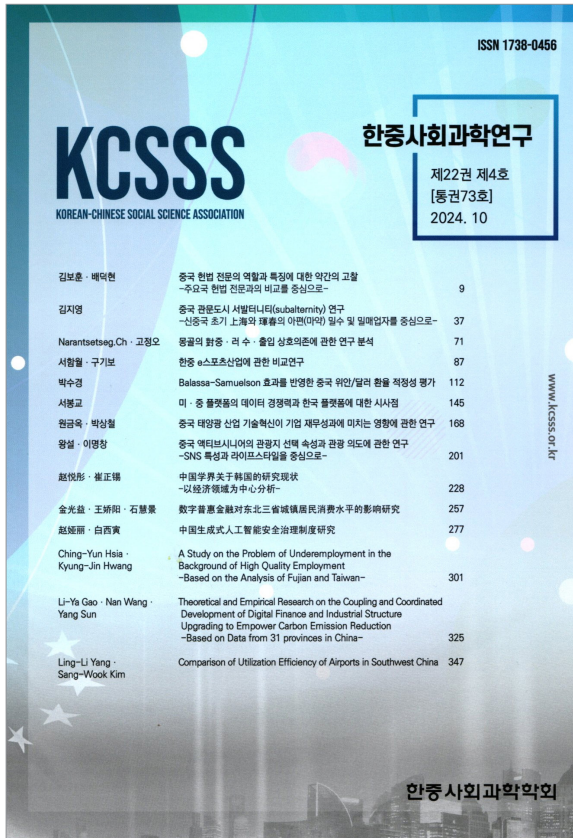 ISSN 1738-0456
KCSSS
KOREAN-CHINESE SOCIAL SCIENCE ASSOCIATION
한중사회과학연구
제22권 제4호
[통권73호]
2024. 10
김보훈 · 배덕현 중국 헌법 전문의 역할과 특징에 대한 약간의 고찰
-주요국 헌법 전문과의 비교를 중심으로- 9
김지영 중국 관문도시 서발터니티(subalternity) 연구
-신중국 초기 上海와 琿春의 아편(마약) 밀수 및 밀매업자를 중심으로- 37
Narantsetseg.Ch · 고정오 몽골의 對중 · 러 수 · 출입 상호의존에 관한 연구 분석 71
서함월 · 구기보 한중 e스포츠산업에 관한 비교연구 87
박수경 Balassa-Samuelson 효과를 반영한 중국 위안/달러 환율 적정성 평가 112
서봉교 미 · 중 플랫폼의 데이터 경쟁력과 한국 플랫폼에 대한 시사점 145
원금옥 · 박상철 중국 태양광 산업 기술혁신이 기업 재무성과에 미치는 영향에 관한 연구 168
왕설 · 이명창 중국 액티브시니어의 관광지 선택 속성과 관광 의도에 관한 연구
-SNS 특성과 라이프스타일을 중심으로- 201
赵悦彤 · 崔正锡 中国学界关于韩国的研究现状
-以经济领域为中心分析- 228
金光益 · 王娇阳 · 石慧景 数字普惠金融对东北三省城镇居民消费水平的影响研究 257
赵娅丽 · 白西寅 中国生成式人工智能安全治理制度研究 277
Ching-Yun Hsia · A Study on the Problem of Underemployment in the
Kyung-Jin Hwang Background of High Quality Employment
-Based on the Analysis of Fujian and Taiwan- 301
Li-Ya Gao · Nan Wang · Theoretical and Empirical Research on the Coupling and Coordinated
Yang Sun Development of Digital Finance and Industrial Structure
Upgrading to Empower Carbon Emission Reduction
-Based on Data from 31 provinces in China- 325
Ling-Li Yang · Comparison of Utilization Efficiency of Airports in Southwest China 347
Sang-Wook Kim
www.kcsss.or.kr
한중사회과학학회